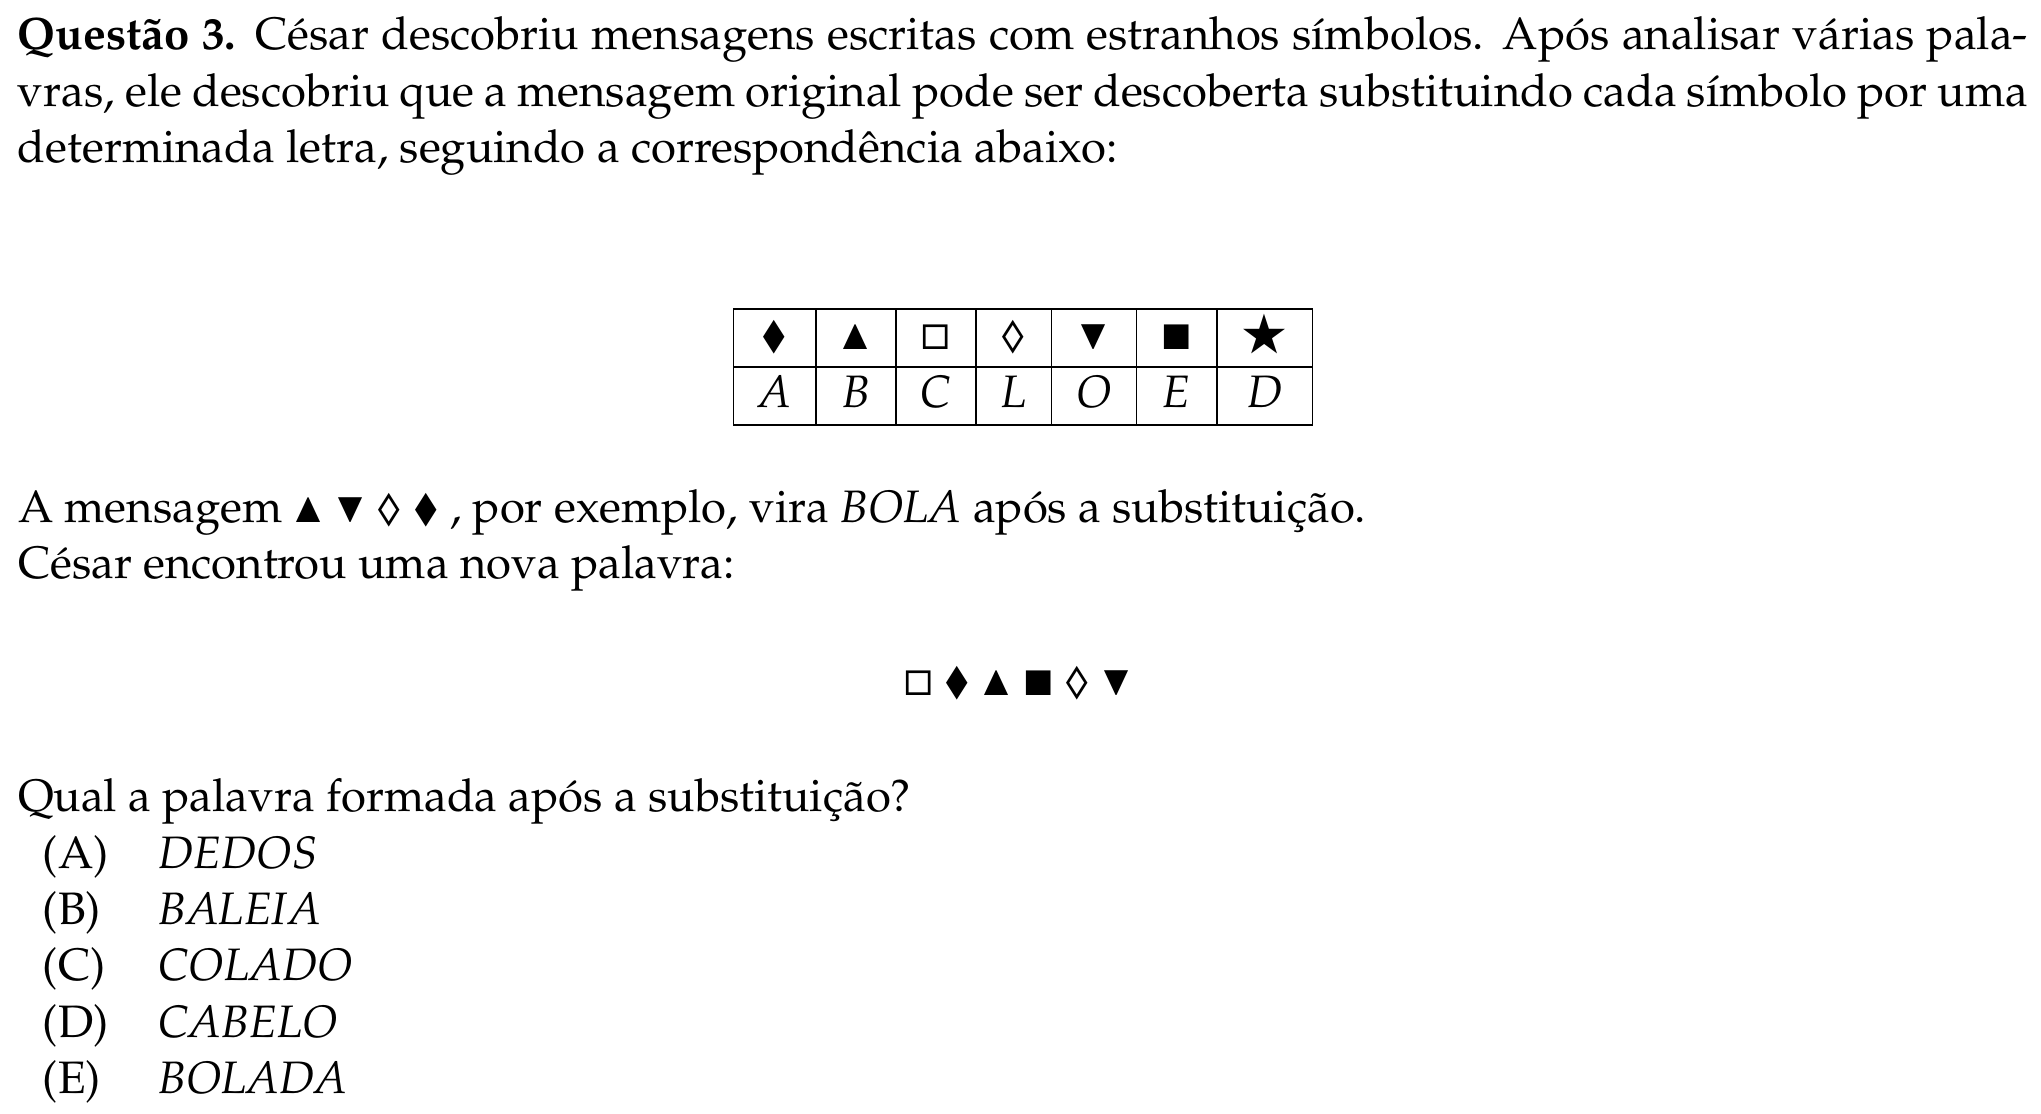 Questão 3. César descobriu mensagens escritas com estranhos símbolos. Após analisar várias pala-
vras, ele descobriu que a mensagem original pode ser descoberta substituindo cada símbolo por uma
determinada letra, seguindo a correspondência abaixo:
♦ ▲ □ ◊ ▼ ■ ★
A B C L O E D
A mensagem ▲ ▼ ◊ ♦ , por exemplo, vira BOLA após a substituição.
César encontrou uma nova palavra:
□ ♦ ▲ ■ ◊ ▼
Qual a palavra formada após a substituição?
(A) DEDOS
(B) BALEIA
(C) COLADO
(D) CABELO
(E) BOLADA